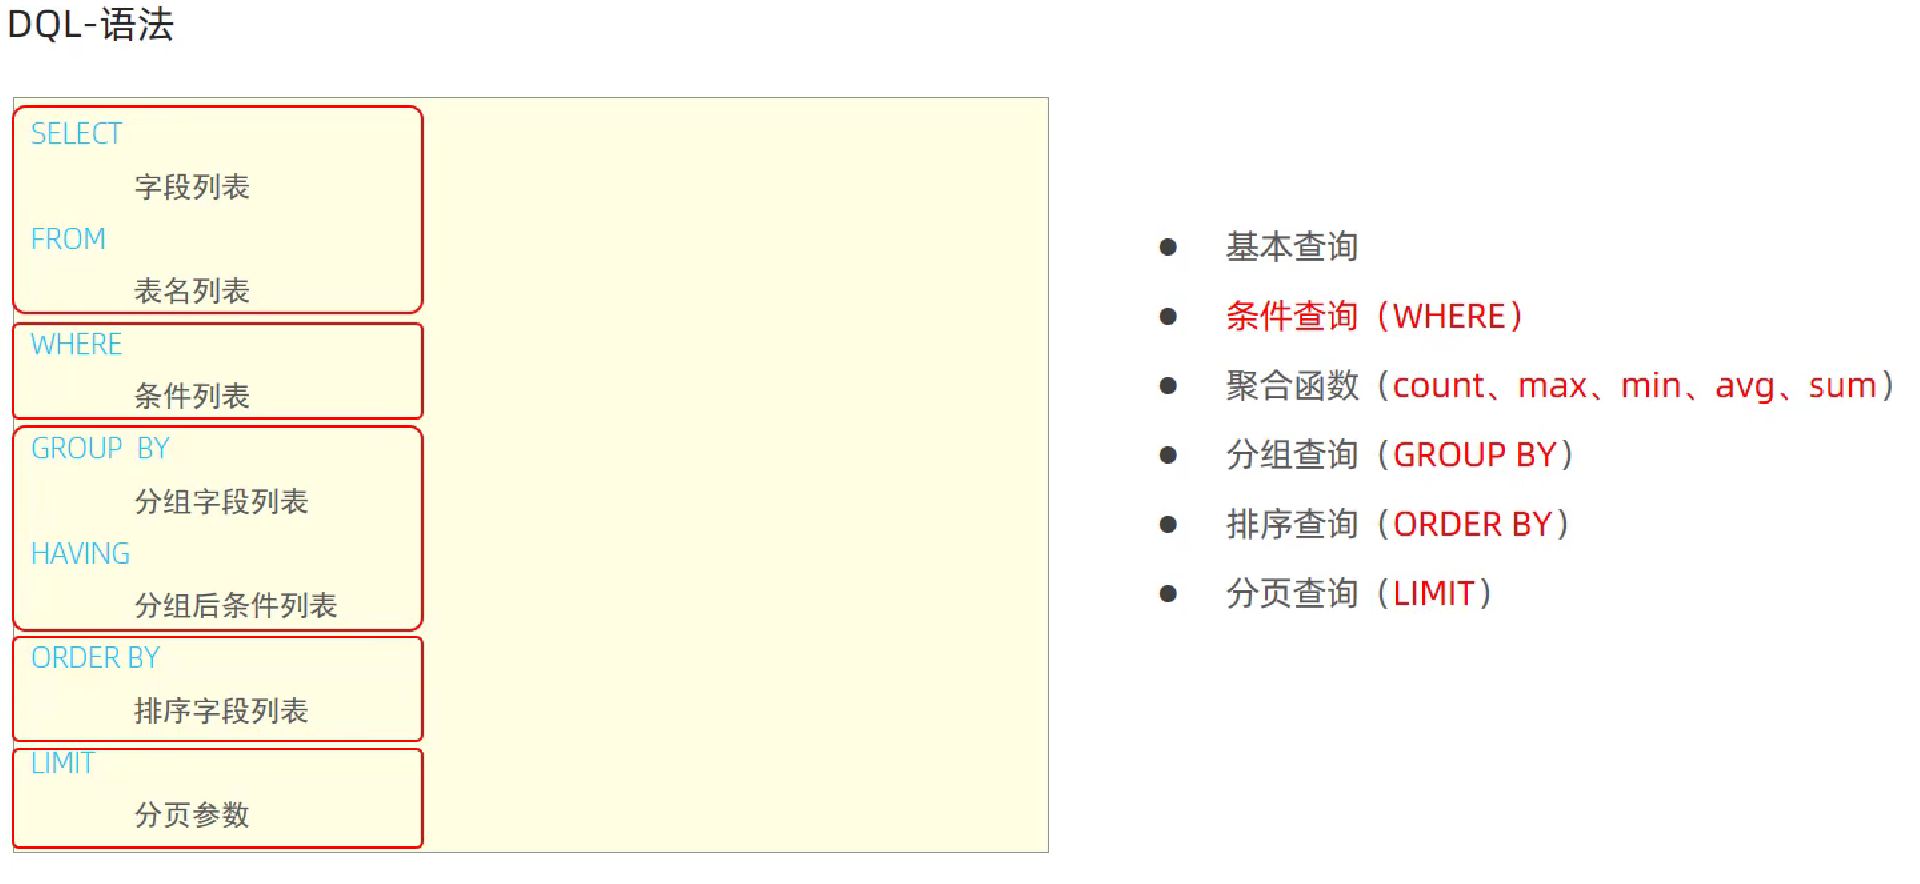 DQL-语法
SELECT
字段列表
FROM
表名列表
WHERE
条件列表
GROUP  BY
分组字段列表
HAVING
分组后条件列表
ORDER BY
排序字段列表
LIMIT
分页参数
● 基本查询
● 条件查询（WHERE）
● 聚合函数（count、max、min、avg、sum）
● 分组查询（GROUP BY）
● 排序查询（ORDER BY）
● 分页查询（LIMIT）